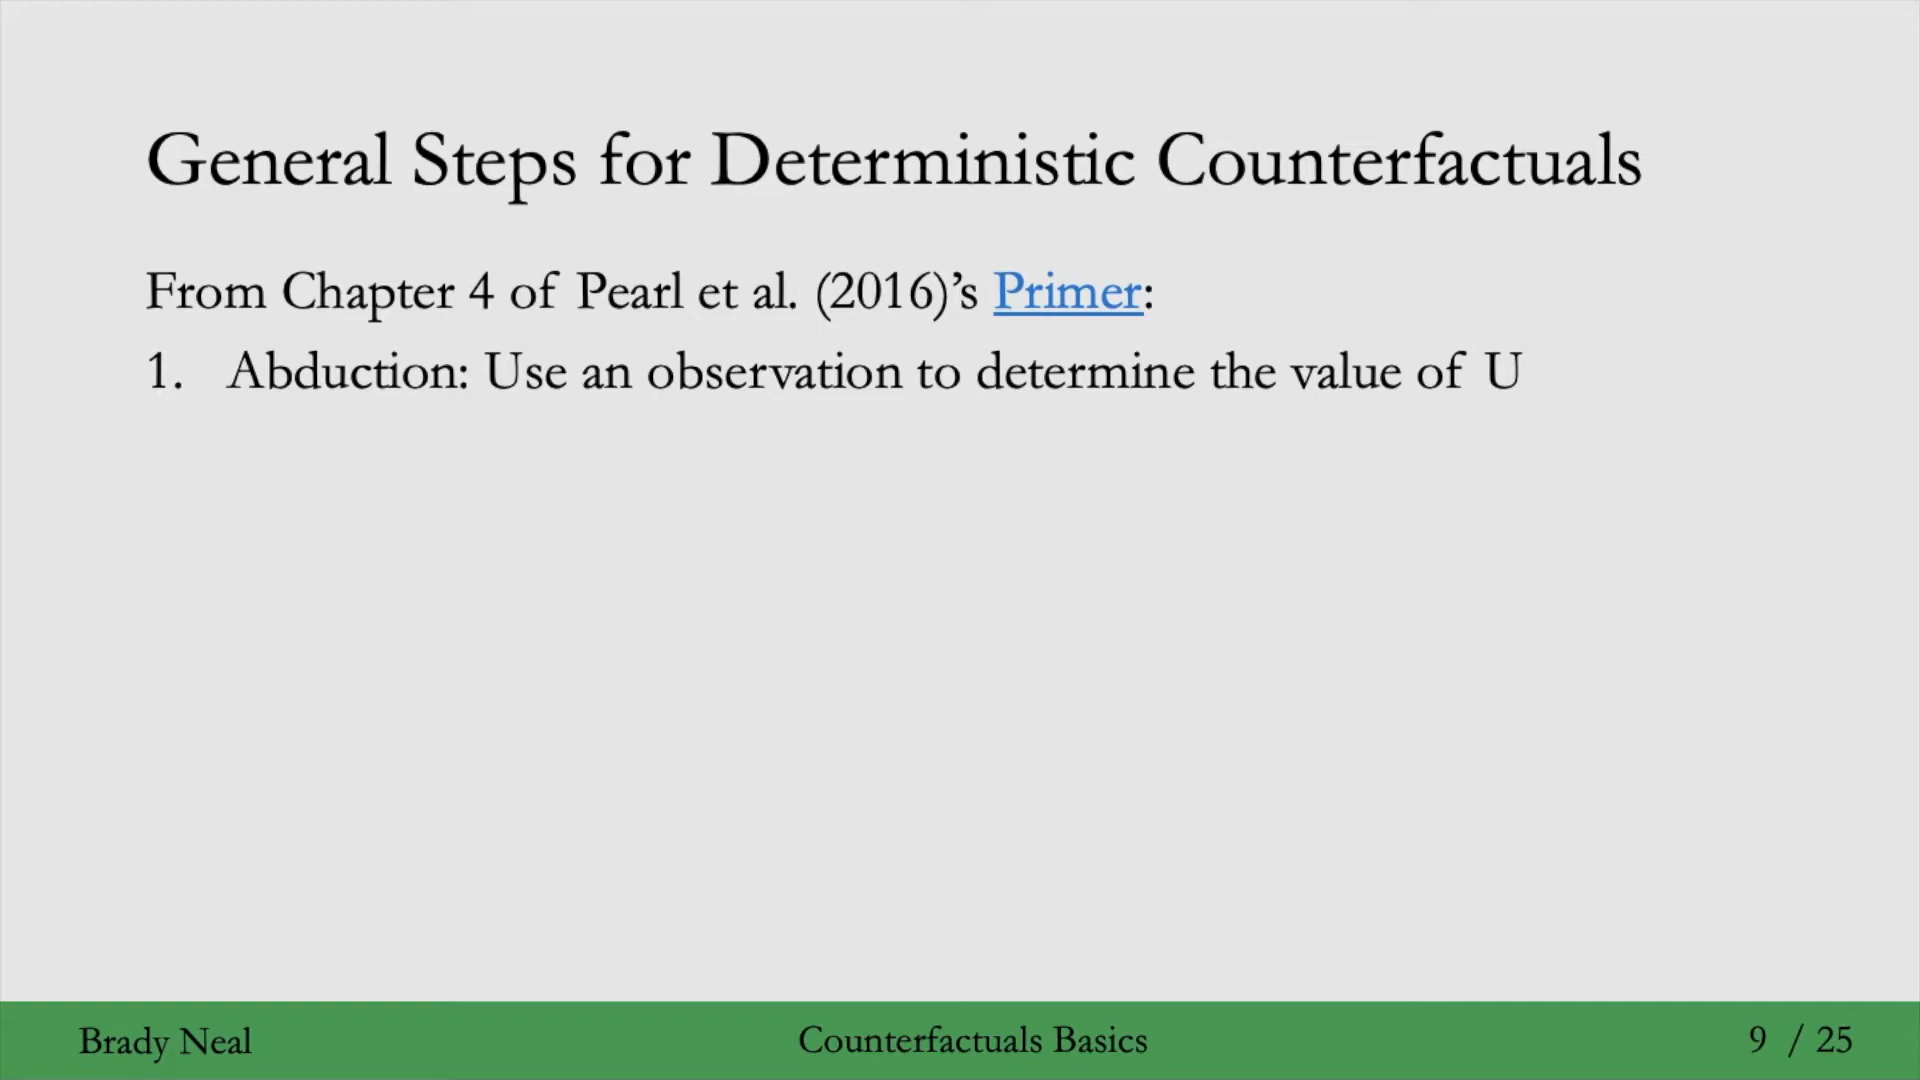 General Steps for Deterministic Counterfactuals
From Chapter 4 of Pearl et al. (2016)’s Primer:
1. Abduction: Use an observation to determine the value of U
Brady Neal
Counterfactuals Basics
9 / 25